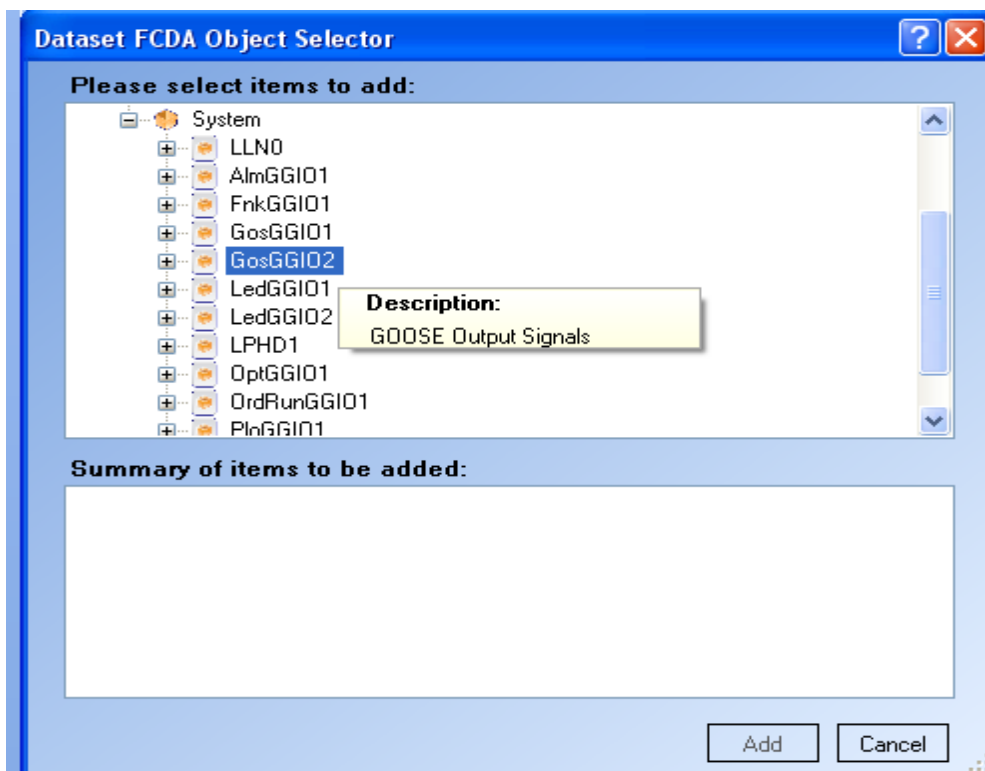 Dataset FCDA Object Selector
Please select items to add:
System
LLN0
AlmGGIO1
FnkGGIO1
GosGGIO1
GosGGIO2
LedGGIO1
Description:
LedGGIO2
GOOSE Output Signals
LPHD1
OptGGIO1
OrdRunGGIO1
PloGGIO1
Summary of items to be added:
Add
Cancel